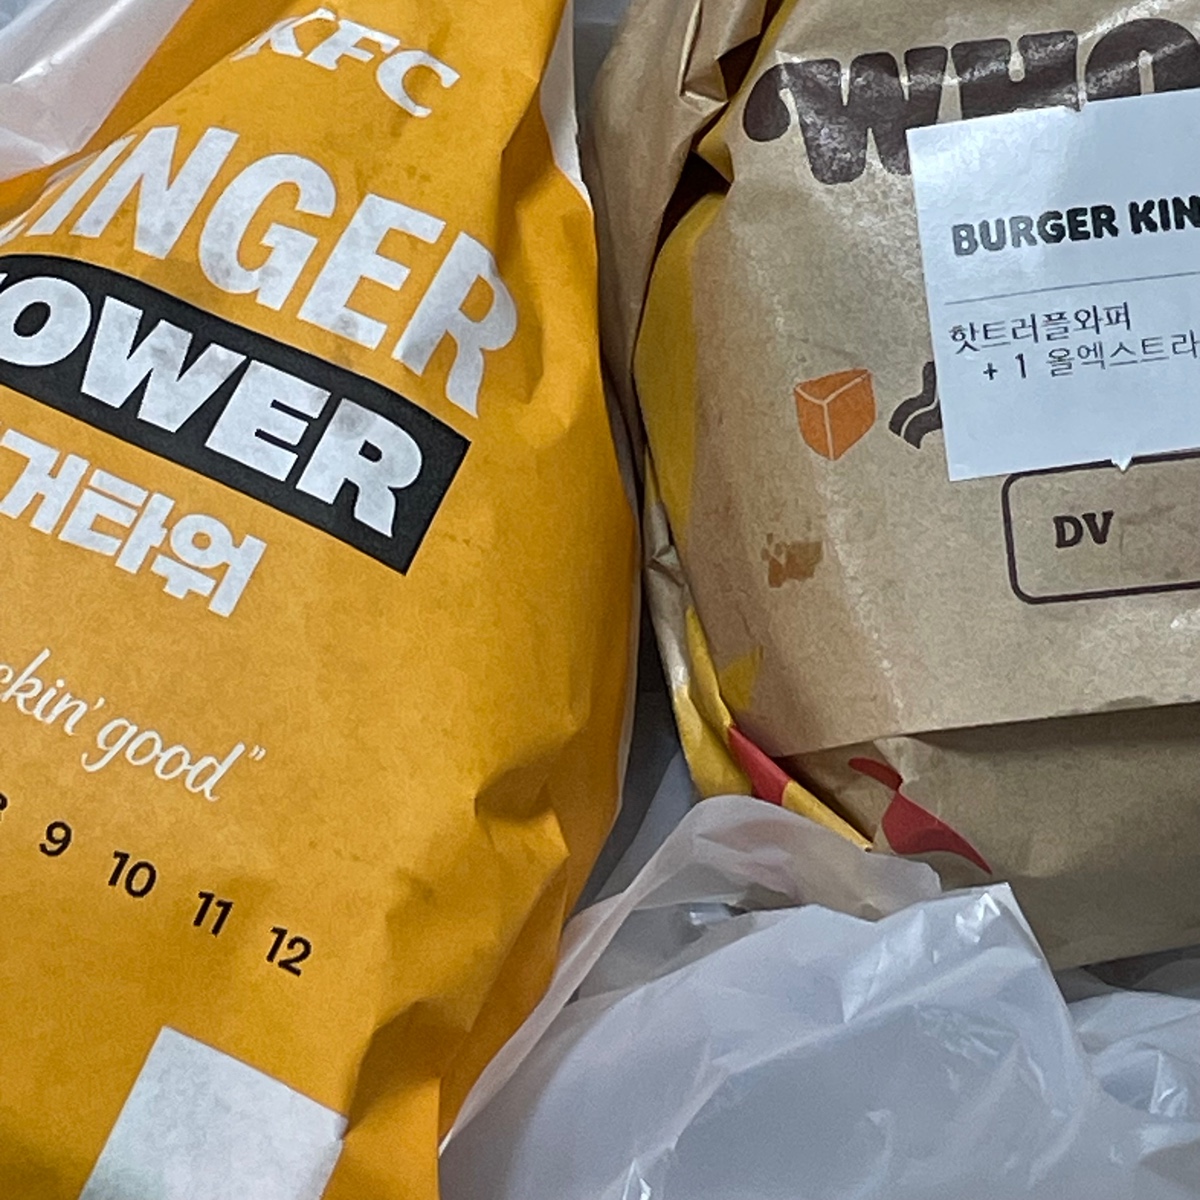 KFC
INGER
OWER
거타워
ckin' good"
9 10 11 12
WHO
BURGER KIN
핫트러플와퍼
+ 1 올엑스트라
DV